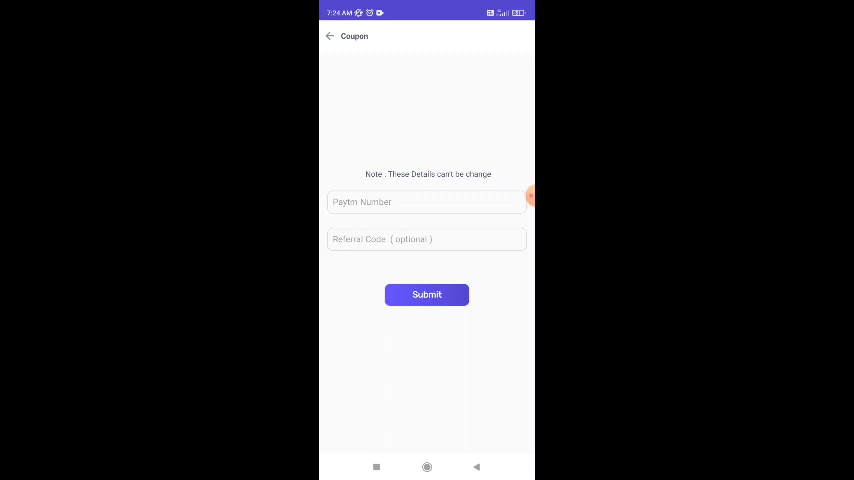 7:24 AM
Coupon
Note : These Details can't be change
Paytm Number
Referral Code ( optional )
Submit